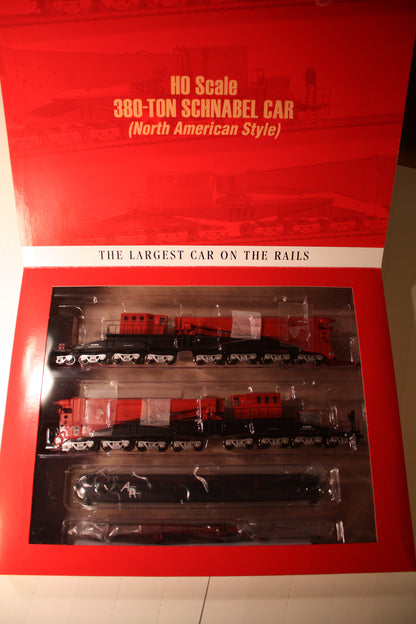 HO Scale
380-TON SCHNABEL CAR
(North American Style)
THE LARGEST CAR ON THE RAILS